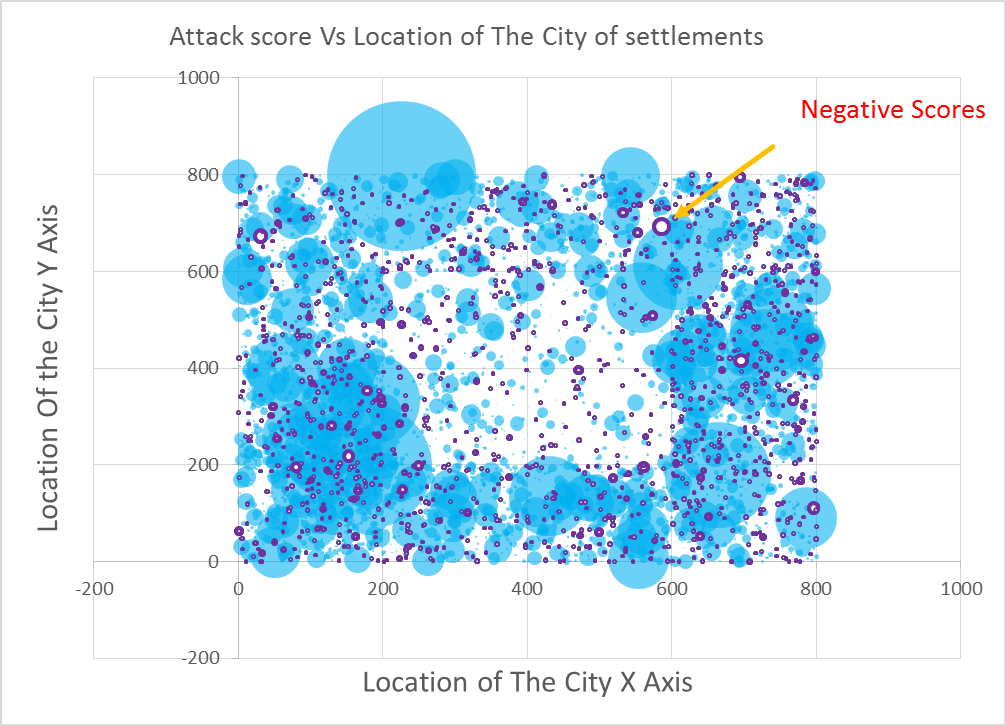 Attack score Vs Location of The City of settlements
Negative Scores
Location Of the City Y Axis
1000
800
600
400
200
0
-200
-200 0 200 400 600 800 1000
Location of The City X Axis